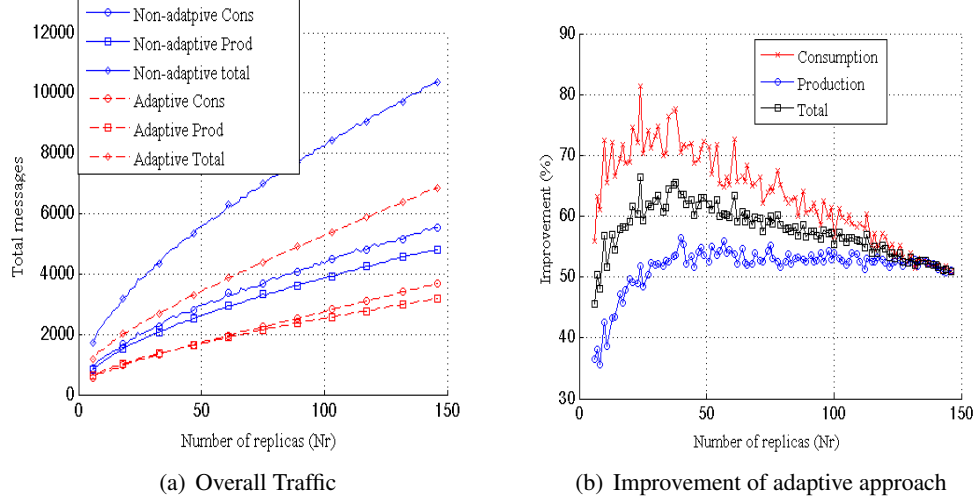 Non-adatpive Cons
Non-adaptive Prod
Non-adaptive total
Adaptive Cons
Adaptive Prod
Adaptive Total
12000
10000
8000
6000
4000
2000
0
Total messages
0
50
100
150
Number of replicas (Nr)
(a) Overall Traffic
90
80
70
60
50
40
30
Improvement (%)
Consumption
Production
Total
0
50
100
150
Number of replicas (Nr)
(b) Improvement of adaptive approach